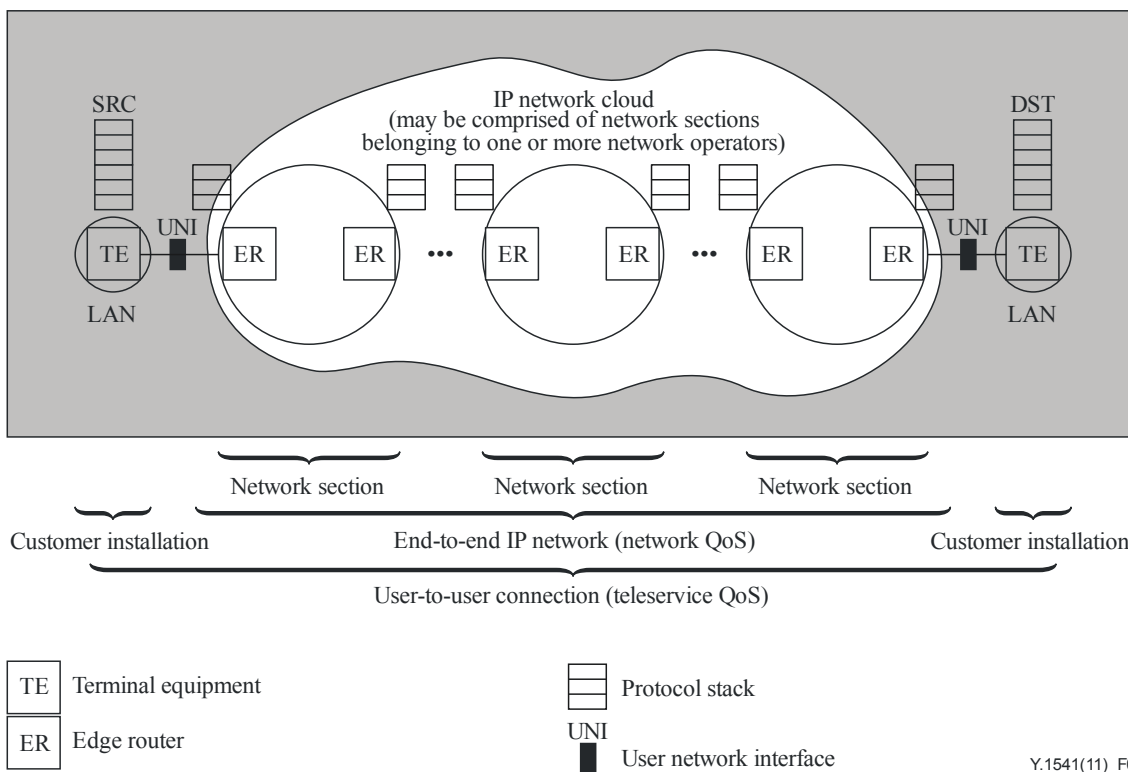 IP network cloud
(may be comprised of network sections
belonging to one or more network operators)
SRC
DST
UNI
UNI
TE
ER
ER
•••
ER
ER
•••
ER
ER
TE
LAN
LAN
Network section
Network section
Network section
Customer installation
End-to-end IP network (network QoS)
Customer installation
User-to-user connection (teleservice QoS)
TE
Terminal equipment
Protocol stack
ER
Edge router
UNI
User network interface
Y.1541(11)